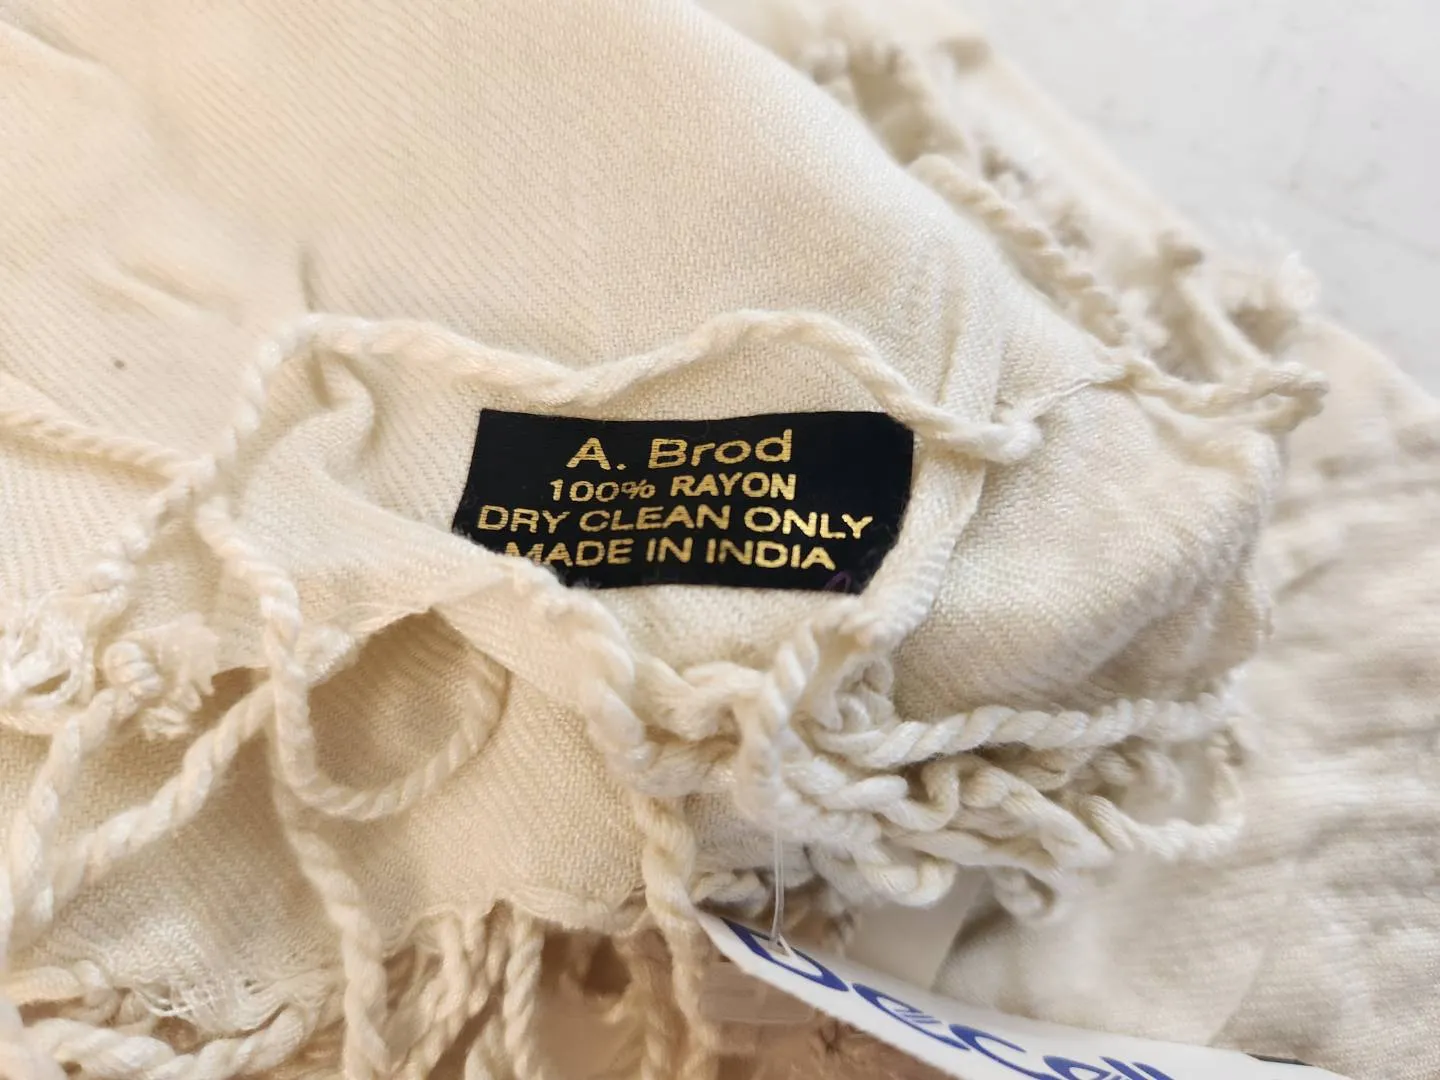 A. Brod
100% RAYON
DRY CLEAN ONLY
MADE IN INDIA